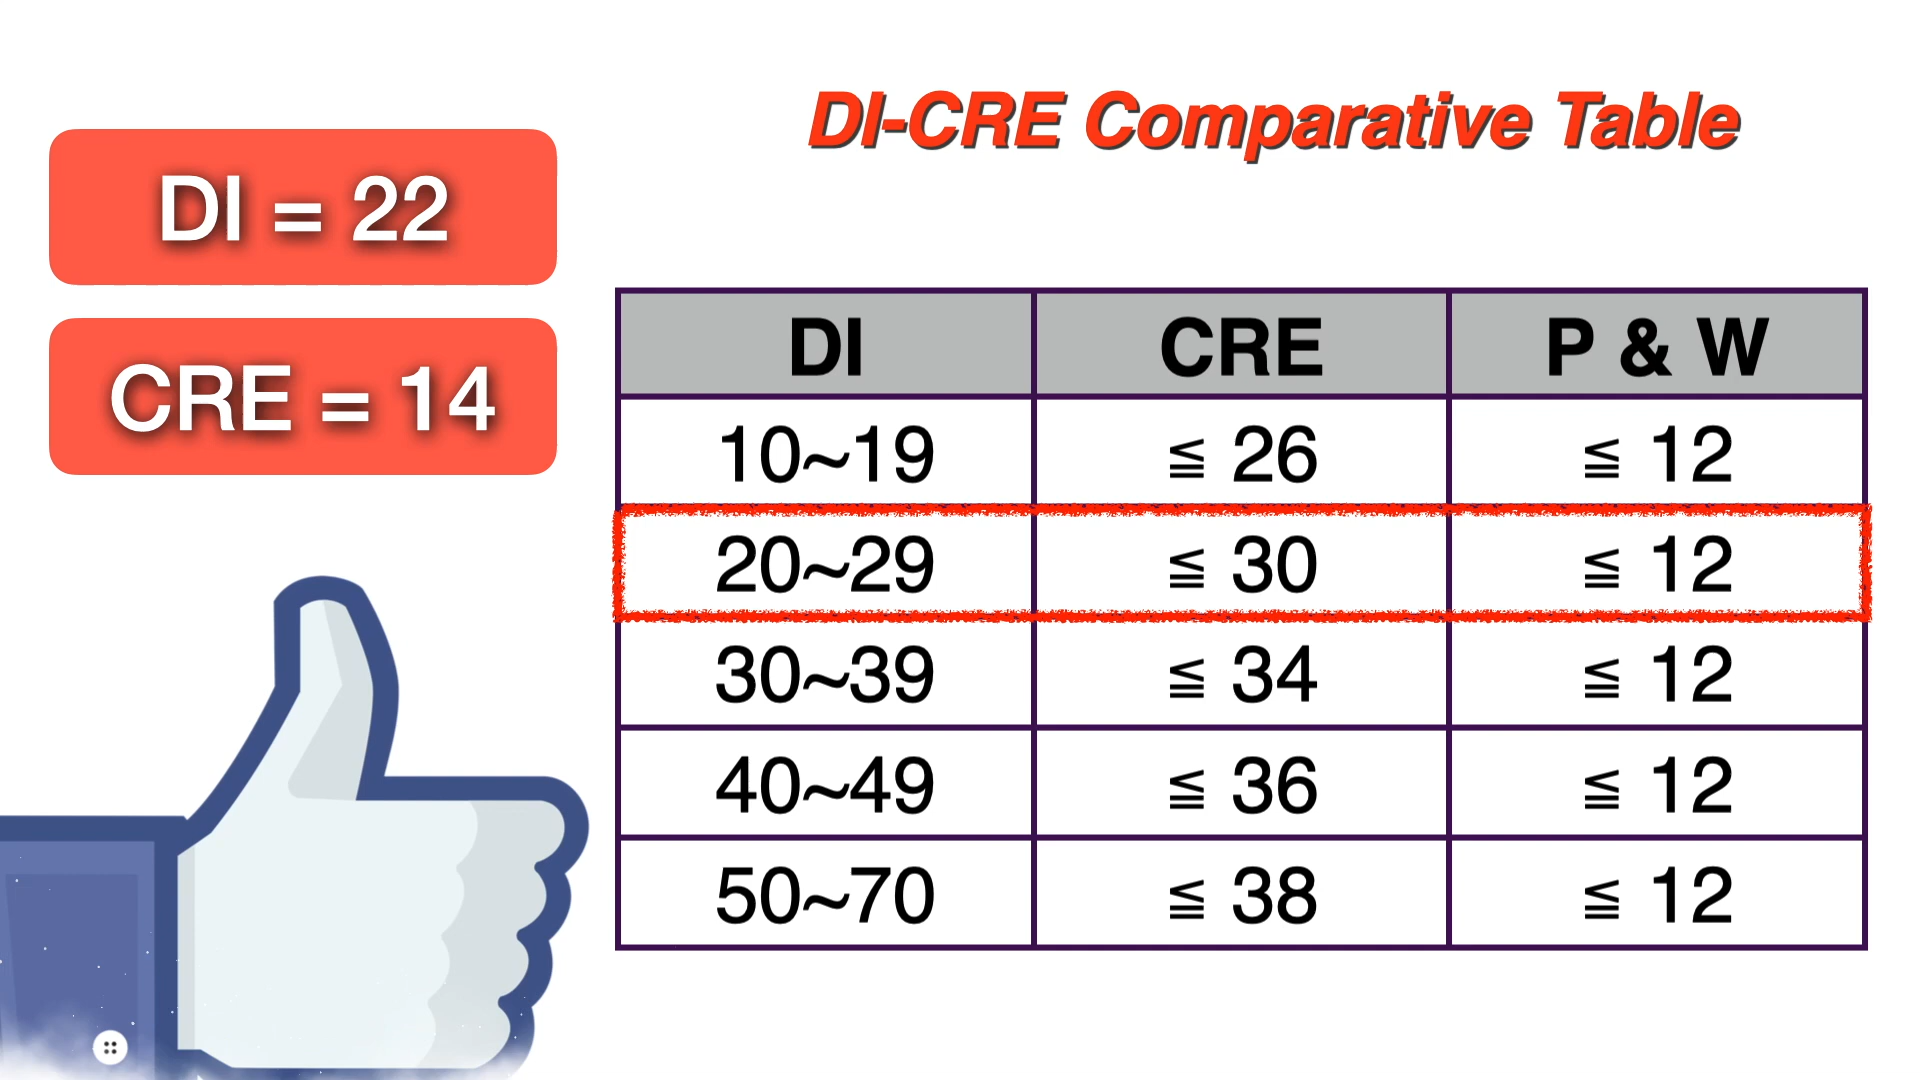 DI-CRE Comparative Table
DI = 22
CRE = 14
DI CRE P & W
10~19 ≦ 26 ≦ 12
20~29 ≦ 30 ≦ 12
30~39 ≦ 34 ≦ 12
40~49 ≦ 36 ≦ 12
50~70 ≦ 38 ≦ 12